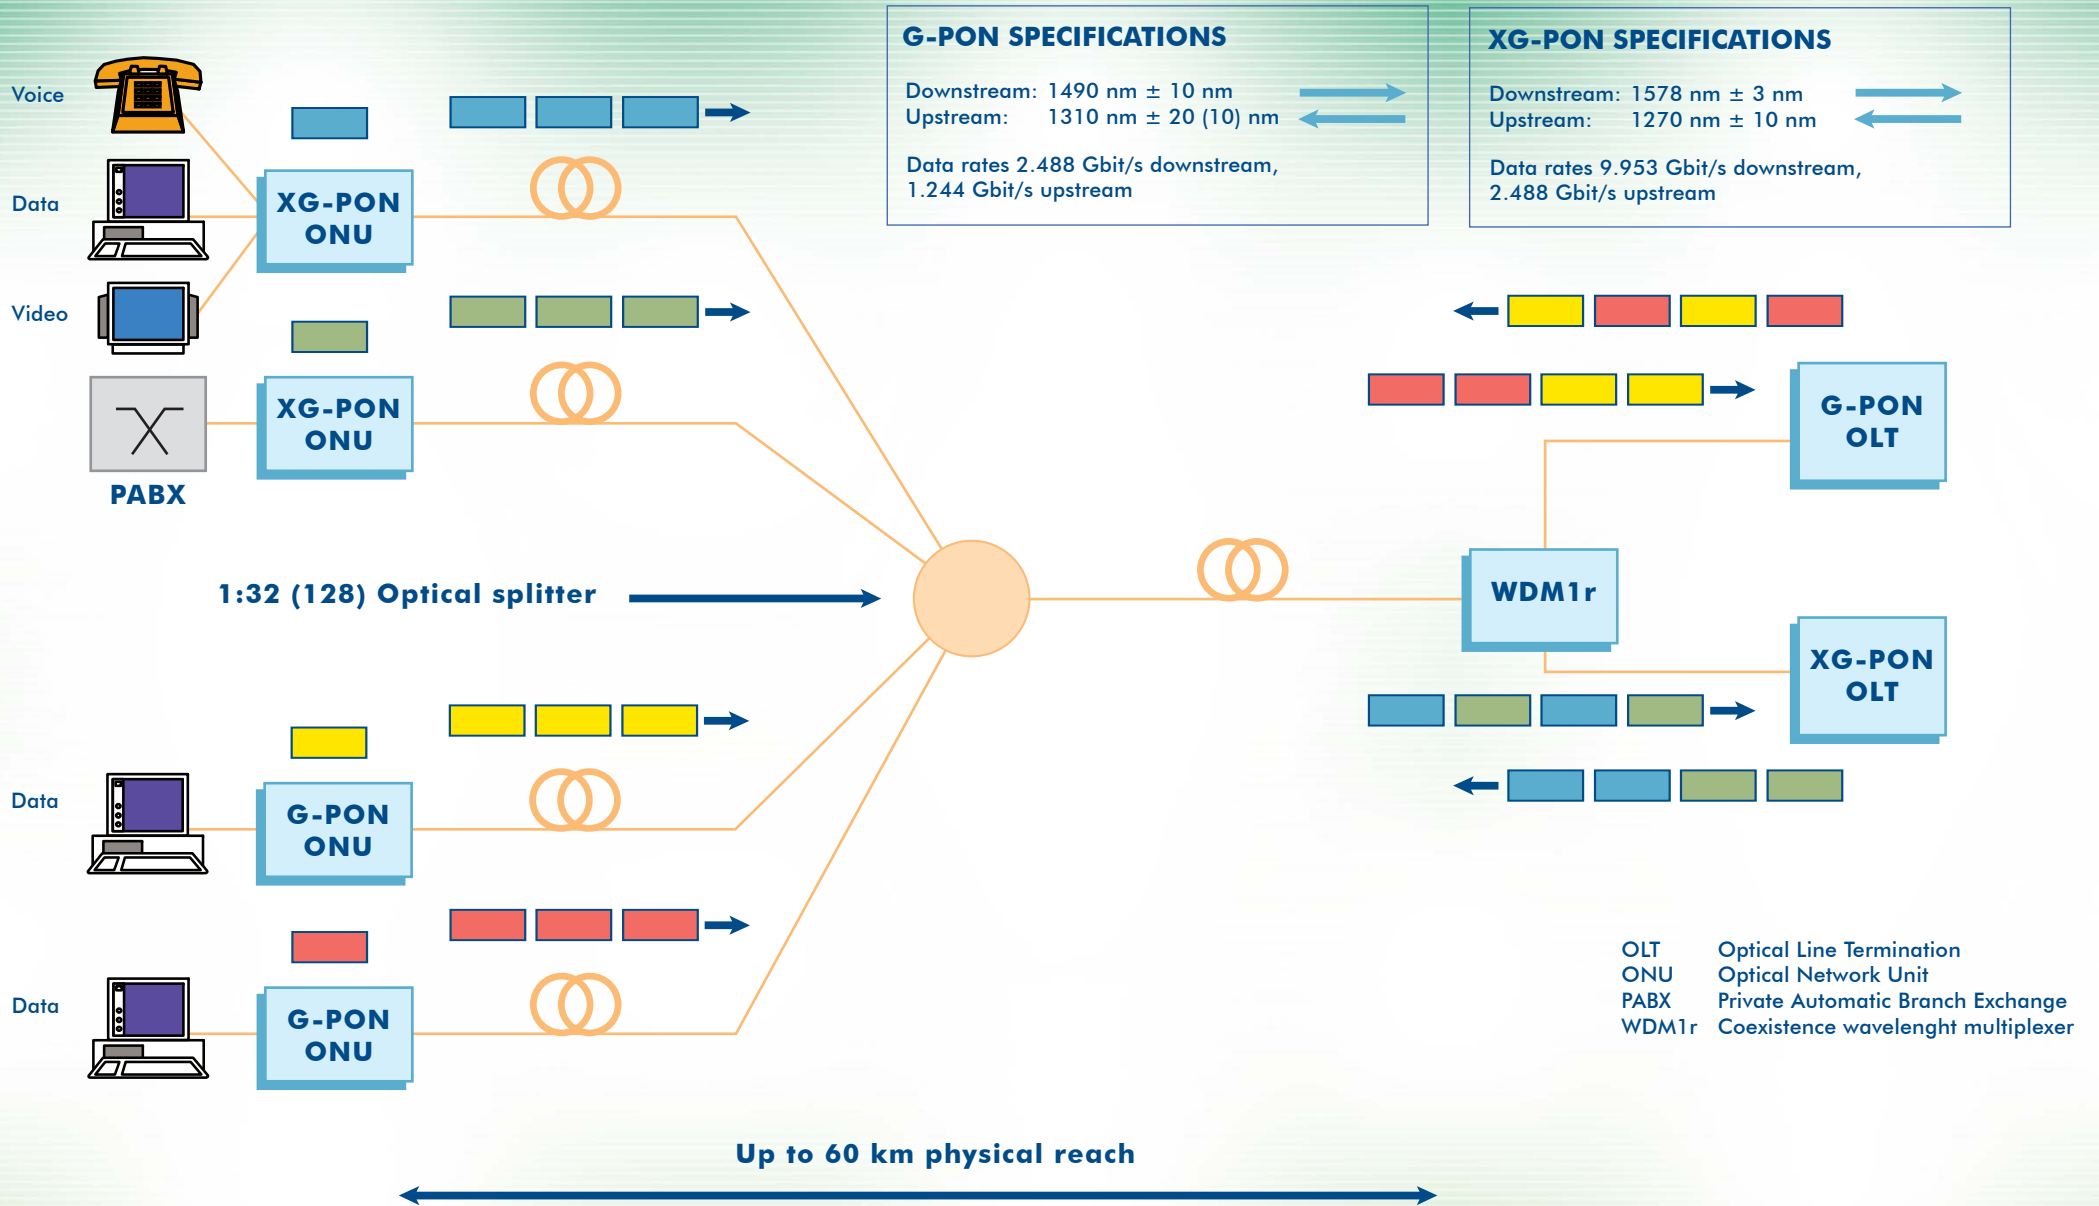 G-PON SPECIFICATIONS
Downstream: 1490 nm ± 10 nm
Upstream: 1310 nm ± 20 (10) nm
Data rates 2.488 Gbit/s downstream,
1.244 Gbit/s upstream
XG-PON SPECIFICATIONS
Downstream: 1578 nm ± 3 nm
Upstream: 1270 nm ± 10 nm
Data rates 9.953 Gbit/s downstream,
2.488 Gbit/s upstream
Voice
Data
Video
XG-PON
ONU
XG-PON
ONU
PABX
G-PON
OLT
1:32 (128) Optical splitter
WDM1r
XG-PON
OLT
Data
G-PON
ONU
Data
G-PON
ONU
OLT Optical Line Termination
ONU Optical Network Unit
PABX Private Automatic Branch Exchange
WDM1r Coexistence wavelenght multiplexer
Up to 60 km physical reach